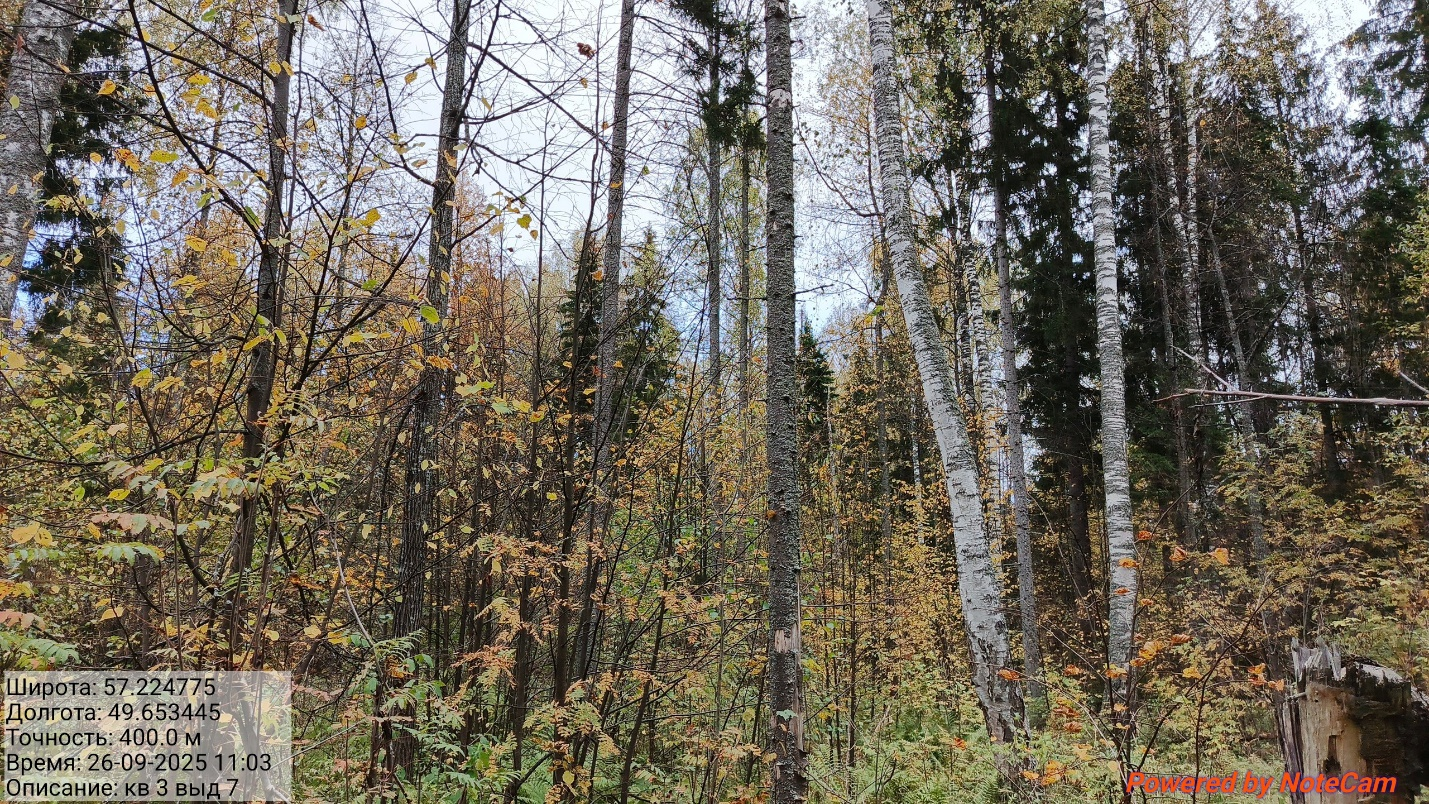 Широта: 57.224775
Долгота: 49.653445
Точность: 400.0 м
Время: 26-09-2025 11:03
Описание: кв 3 выд 7
Powered by NoteCam